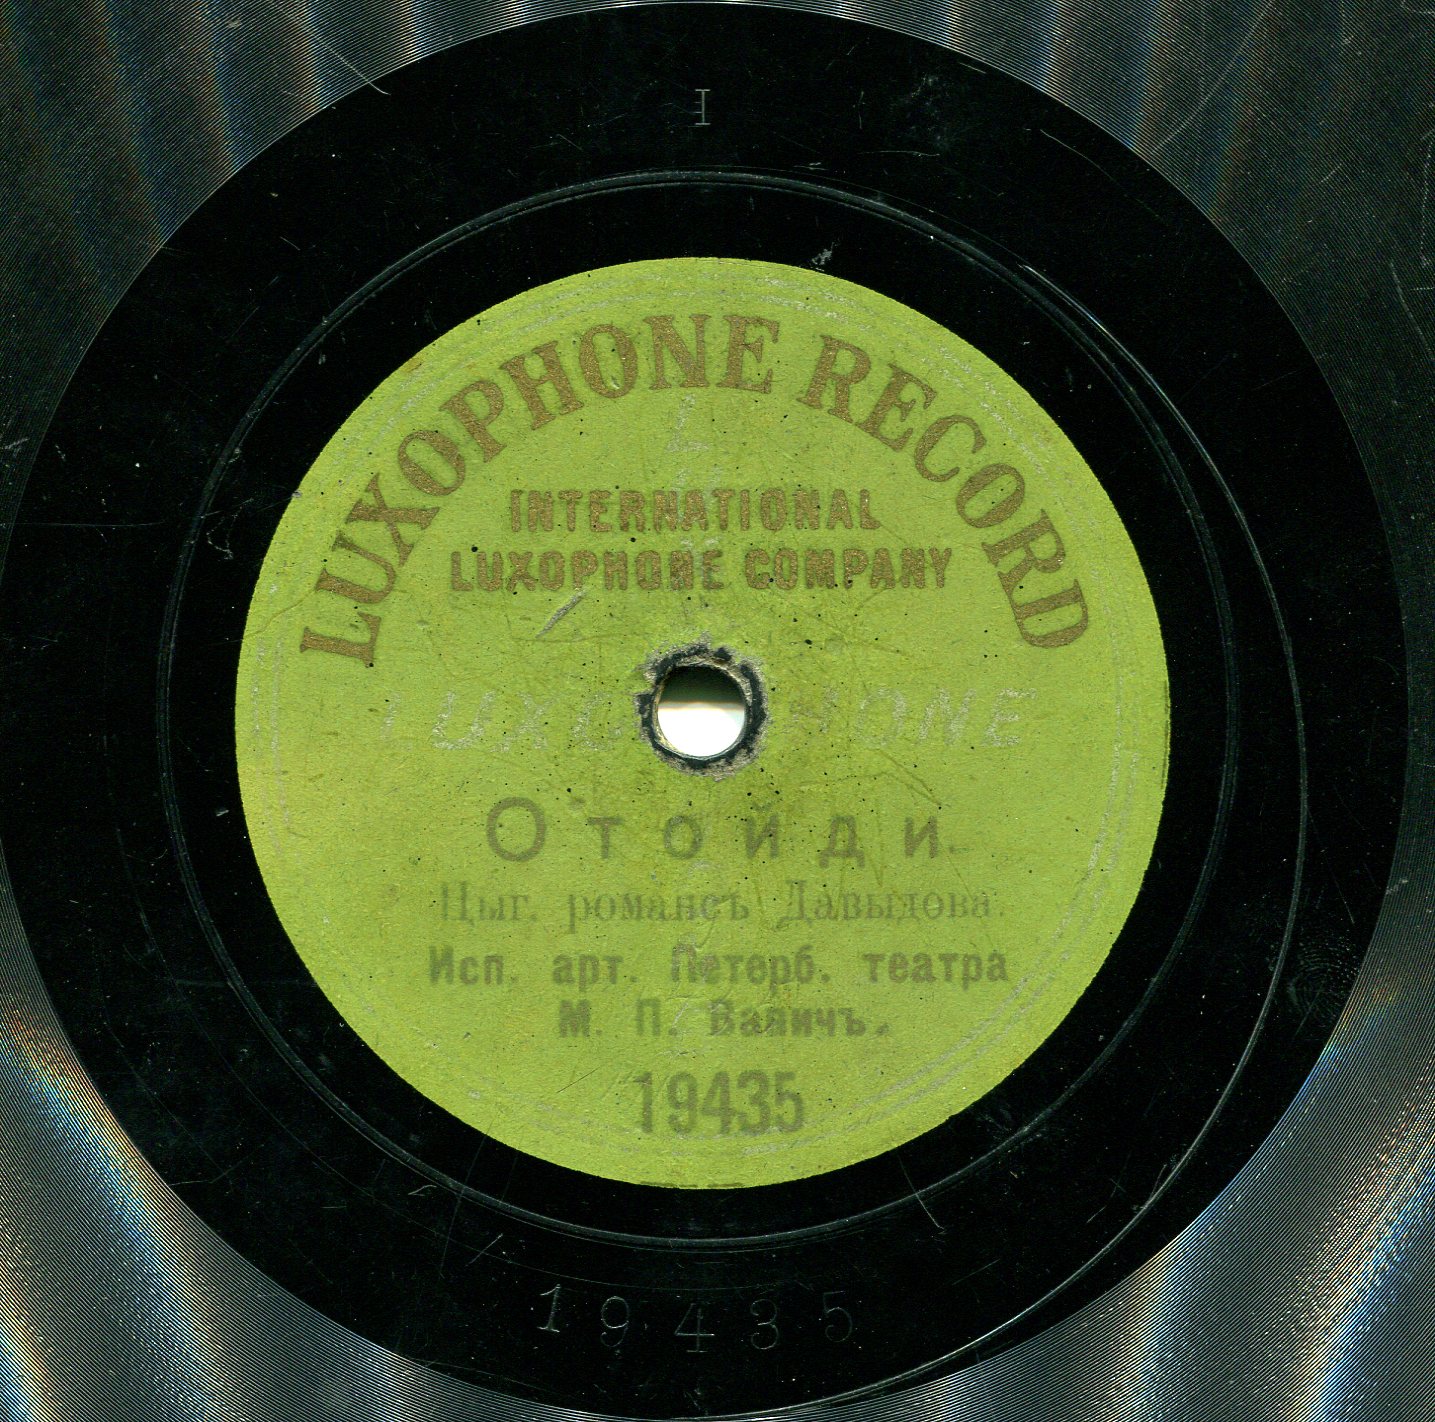 I
LUXOPHONE RECORD
INTERNATIONAL
LUXOPHONE COMPANY
LUXOPHONE
Отойди.
Цыг. романсъ Давыдова.
Исп. арт. Петерб. театра
М. П. Вавичъ.
19435
19435